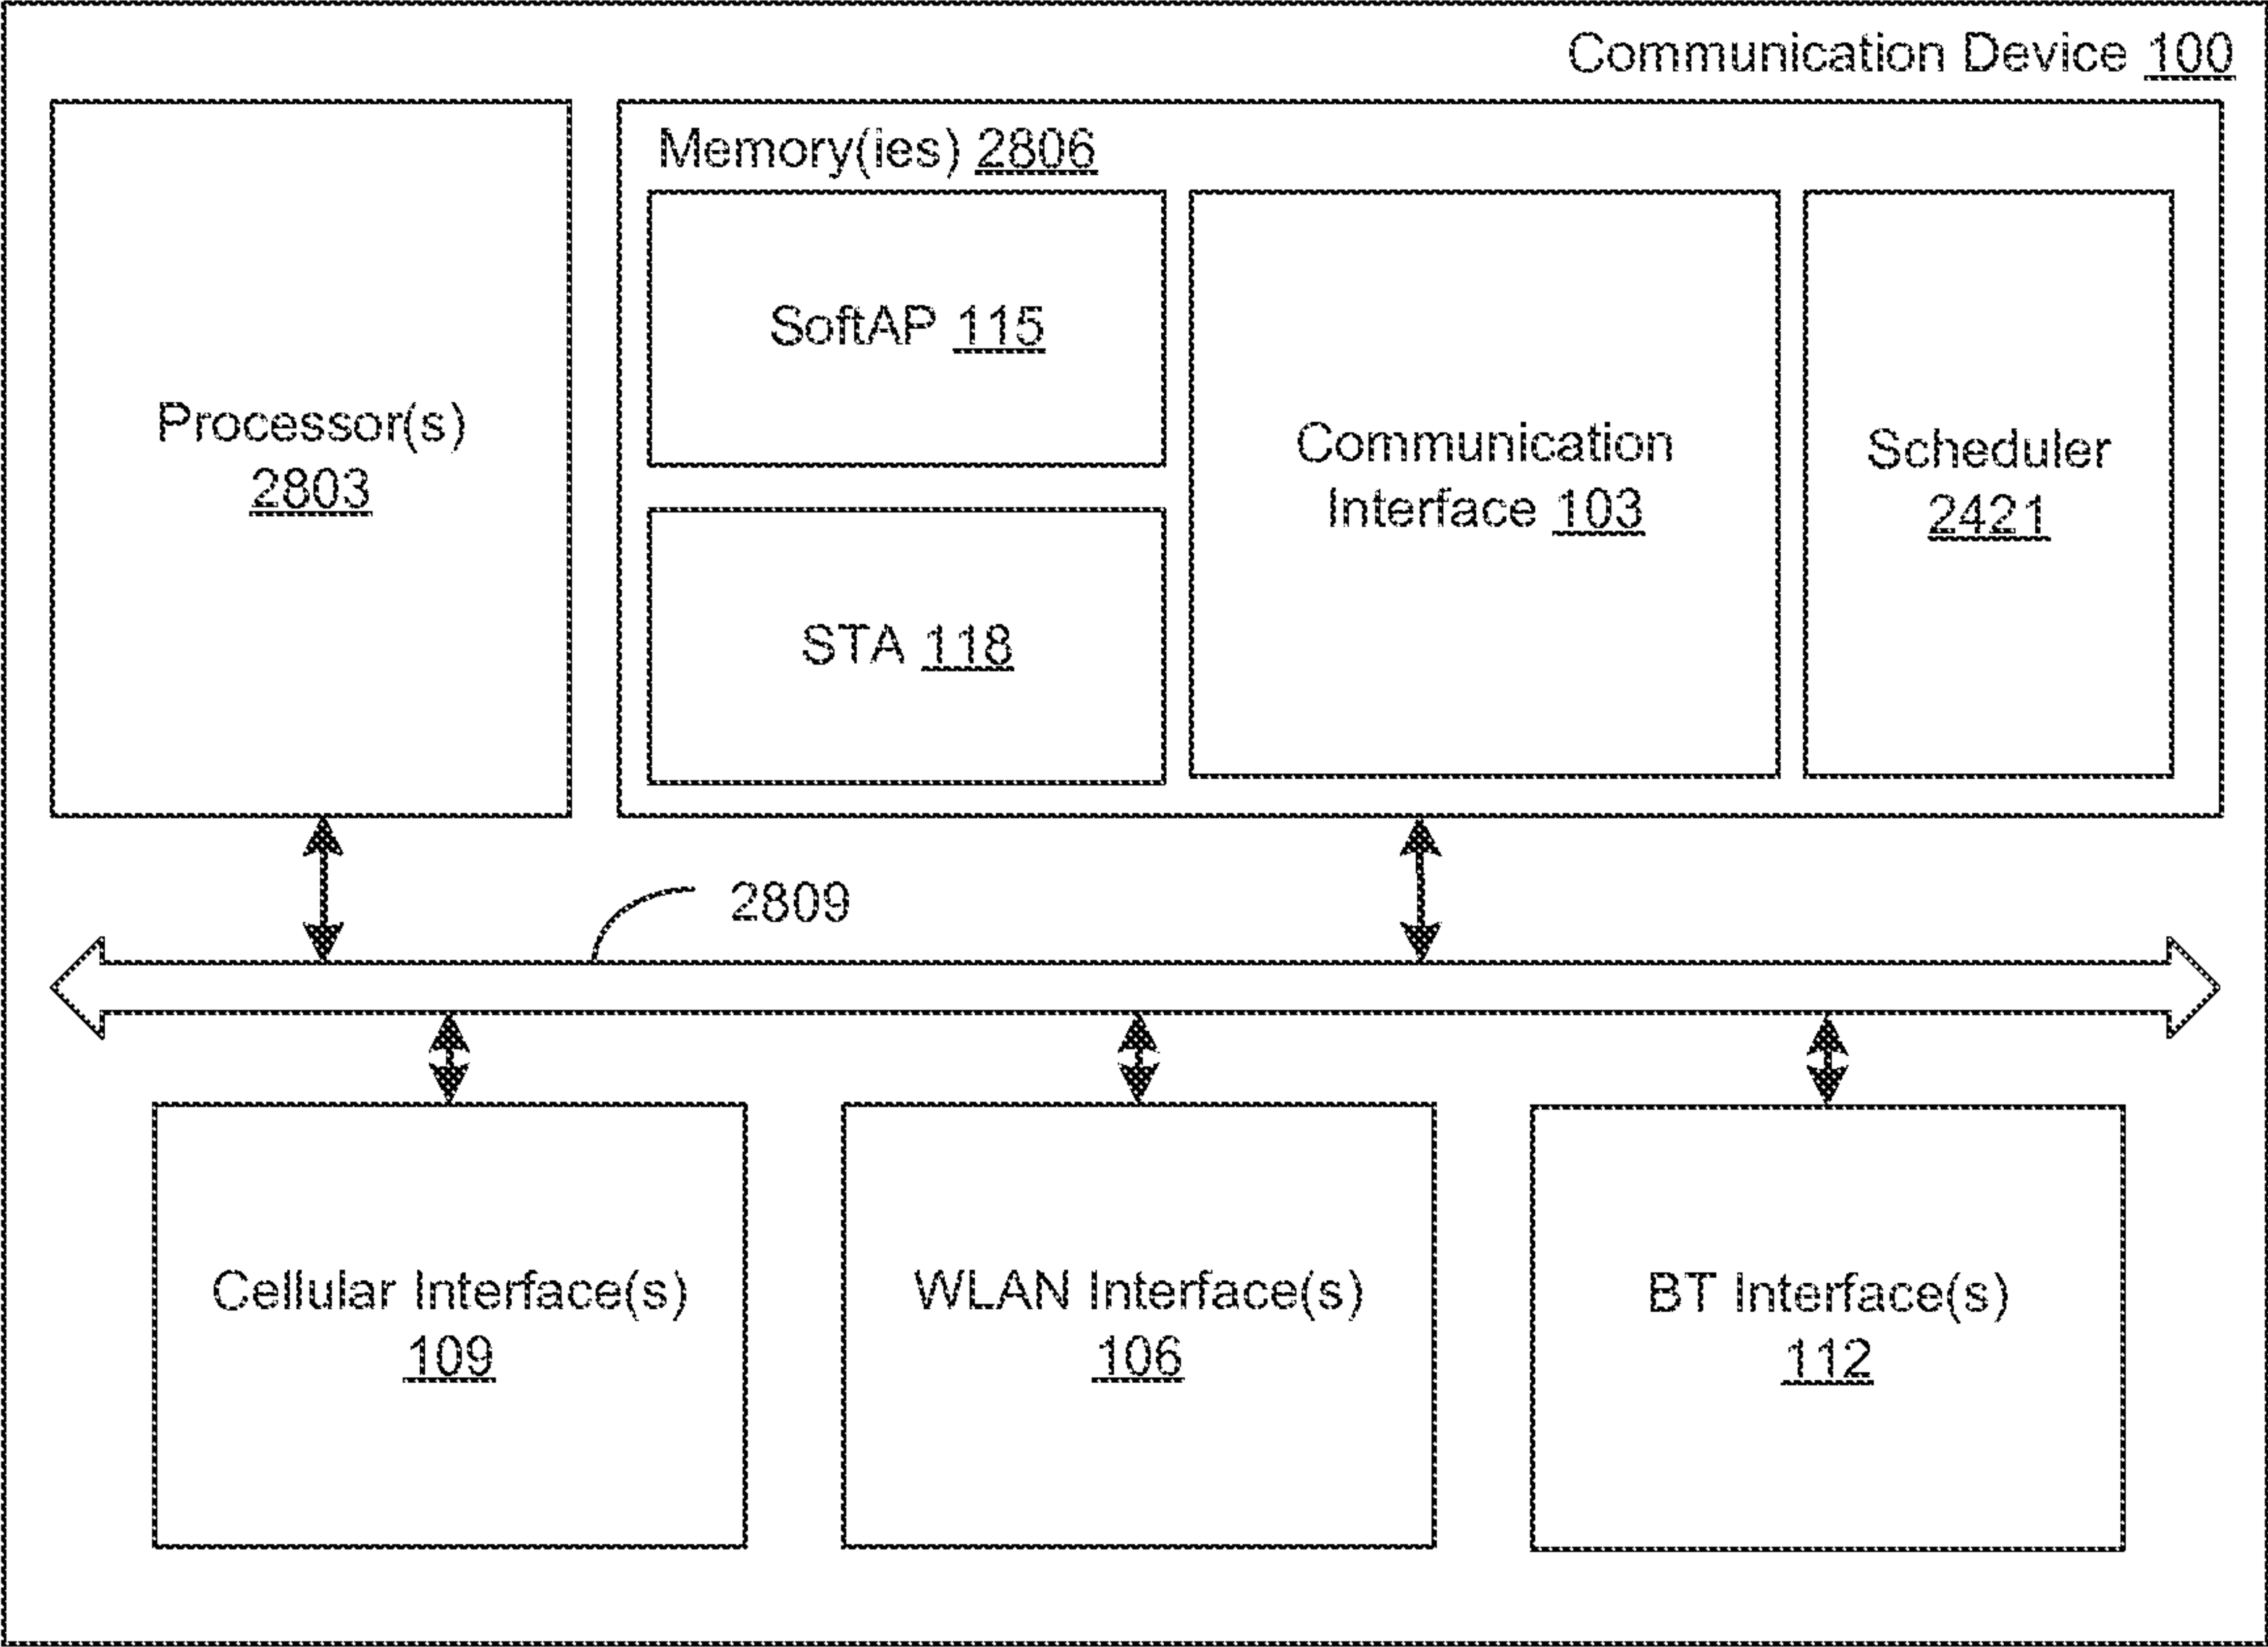 Communication Device 100
Memory(ies) 2806
Processor(s)
2803
SoftAP 115
STA 118
Communication
Interface 103
Scheduler
2421
2809
Cellular Interface(s)
109
WLAN Interface(s)
106
BT Interface(s)
112